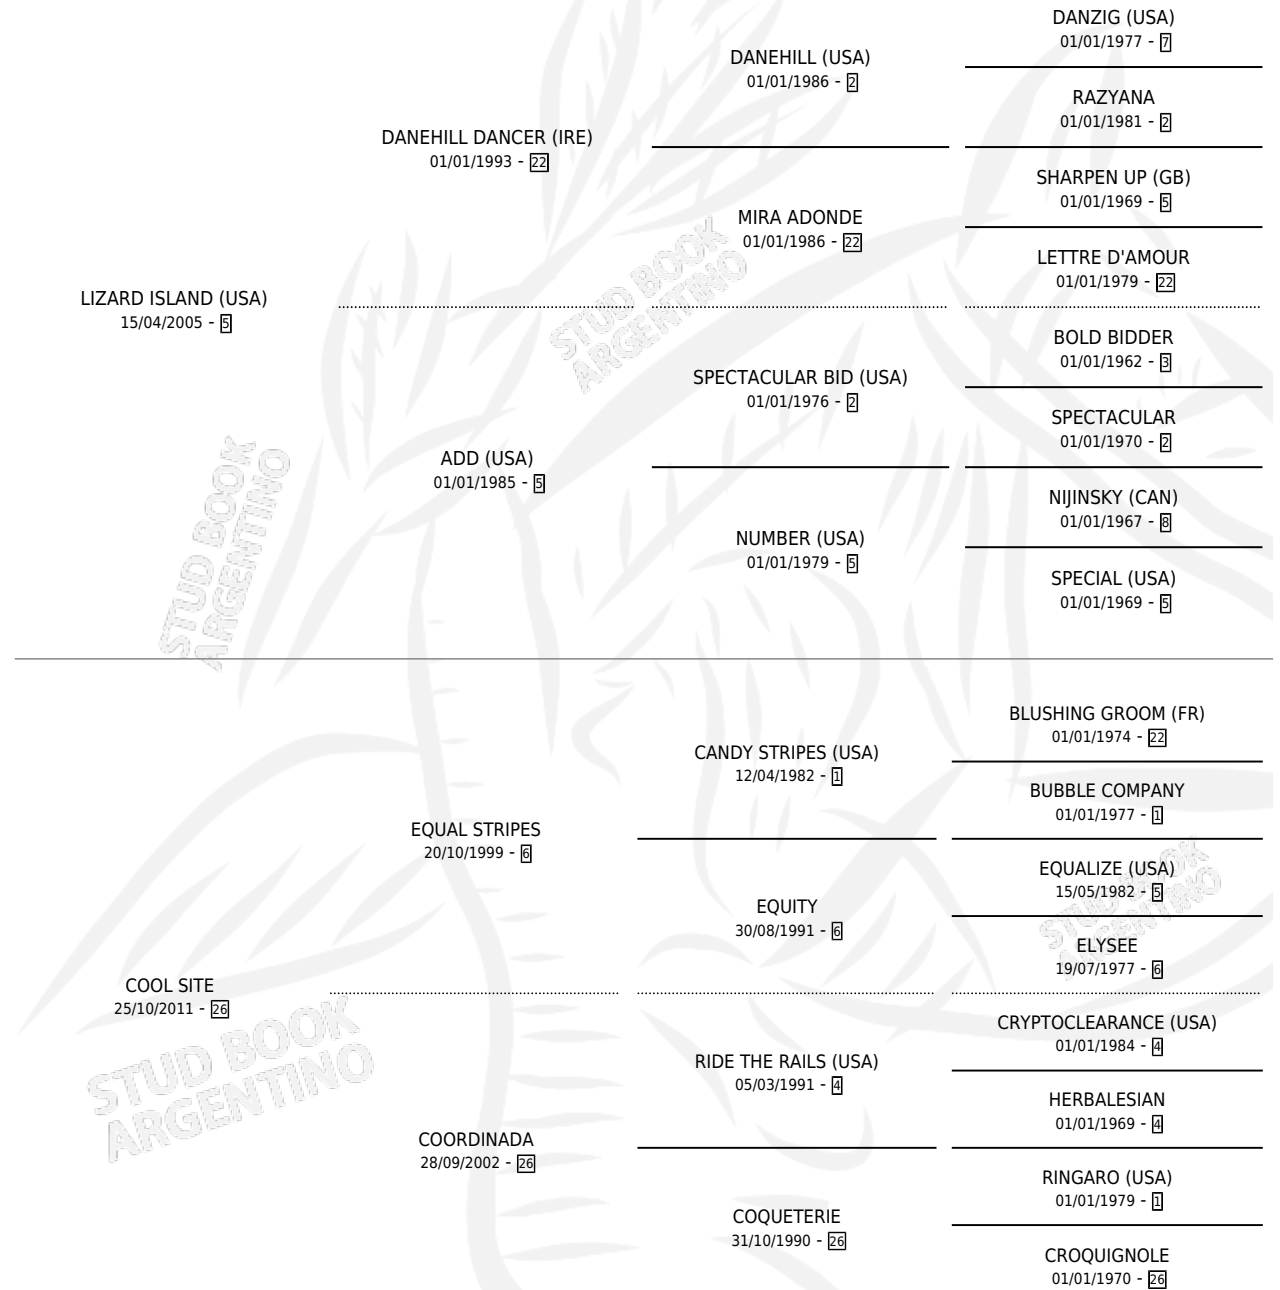 DANZIG (USA)
01/01/1977 - 7
DANEHILL (USA)
01/01/1986 - 2
RAZYANA
01/01/1981 - 2
DANEHILL DANCER (IRE)
01/01/1993 - 22
SHARPEN UP (GB)
01/01/1969 - 5
MIRA ADONDE
01/01/1986 - 22
LETTRE D'AMOUR
01/01/1979 - 22
LIZARD ISLAND (USA)
15/04/2005 - 5
STUD BOOK
ARGENTINO
BOLD BIDDER
01/01/1962 - 3
SPECTACULAR BID (USA)
01/01/1976 - 2
SPECTACULAR
01/01/1970 - 2
ADD (USA)
01/01/1985 - 5
NIJINSKY (CAN)
01/01/1967 - 8
NUMBER (USA)
01/01/1979 - 5
SPECIAL (USA)
01/01/1969 - 5
STUD BOOK
ARGENTINO
BLUSHING GROOM (FR)
01/01/1974 - 22
CANDY STRIPES (USA)
12/04/1982 - 1
BUBBLE COMPANY
01/01/1977 - 1
EQUAL STRIPES
20/10/1999 - 6
EQUALIZE (USA)
15/05/1982 - 5
EQUITY
30/08/1991 - 6
STUD BOOK
ARGENTINO
ELYSEE
19/07/1977 - 6
COOL SITE
25/10/2011 - 26
STUD BOOK
ARGENTINO
CRYPTOCLEARANCE (USA)
01/01/1984 - 4
RIDE THE RAILS (USA)
05/03/1991 - 4
HERBALESIAN
01/01/1969 - 4
COORDINADA
28/09/2002 - 26
RINGARO (USA)
01/01/1979 - 1
COQUETERIE
31/10/1990 - 26
CROQUIGNOLE
01/01/1970 - 26